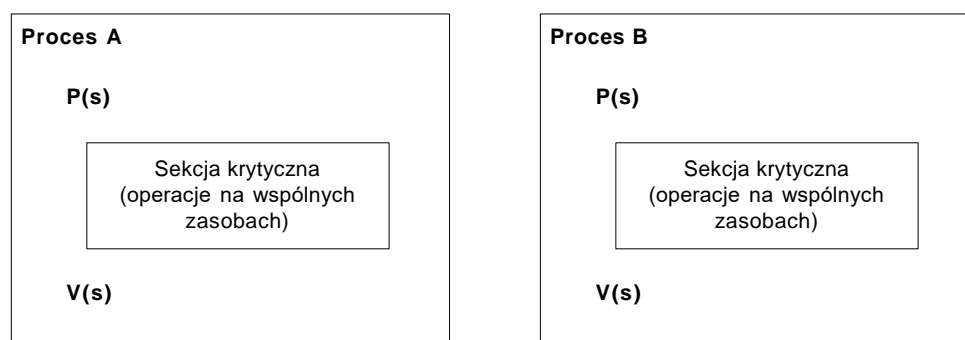 Proces A
P(s)
Sekcja krytyczna
(operacje na wspólnych
zasobach)
V(s)
Proces B
P(s)
Sekcja krytyczna
(operacje na wspólnych
zasobach)
V(s)